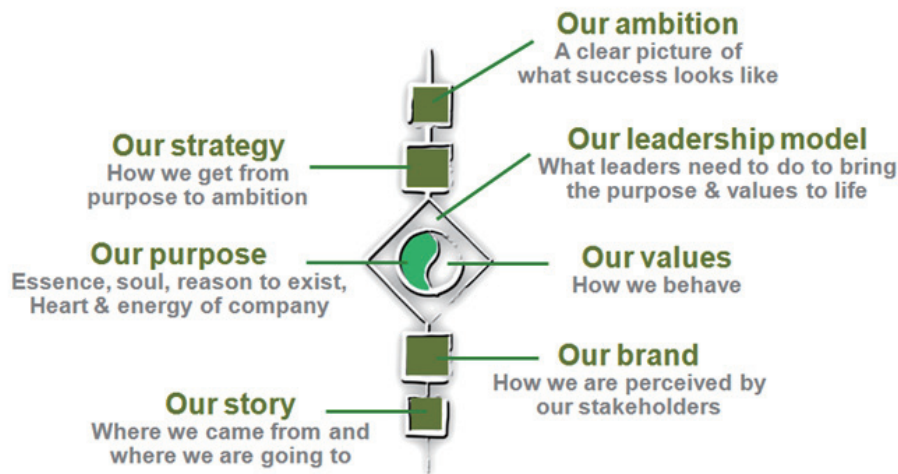 Our ambition
A clear picture of
what success looks like
Our leadership model
What leaders need to do to bring
the purpose & values to life
Our strategy
How we get from
purpose to ambition
Our purpose
Essence, soul, reason to exist,
Heart & energy of company
Our values
How we behave
Our brand
How we are perceived by
our stakeholders
Our story
Where we came from and
where we are going to